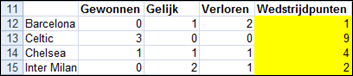 11 Gewonnen Gelijk Verloren Wedstrijdpunten
12 Barcelona 0 1 2 1
13 Celtic 3 0 0 9
14 Chelsea 1 1 1 4
15 Inter Milan 0 2 1 2